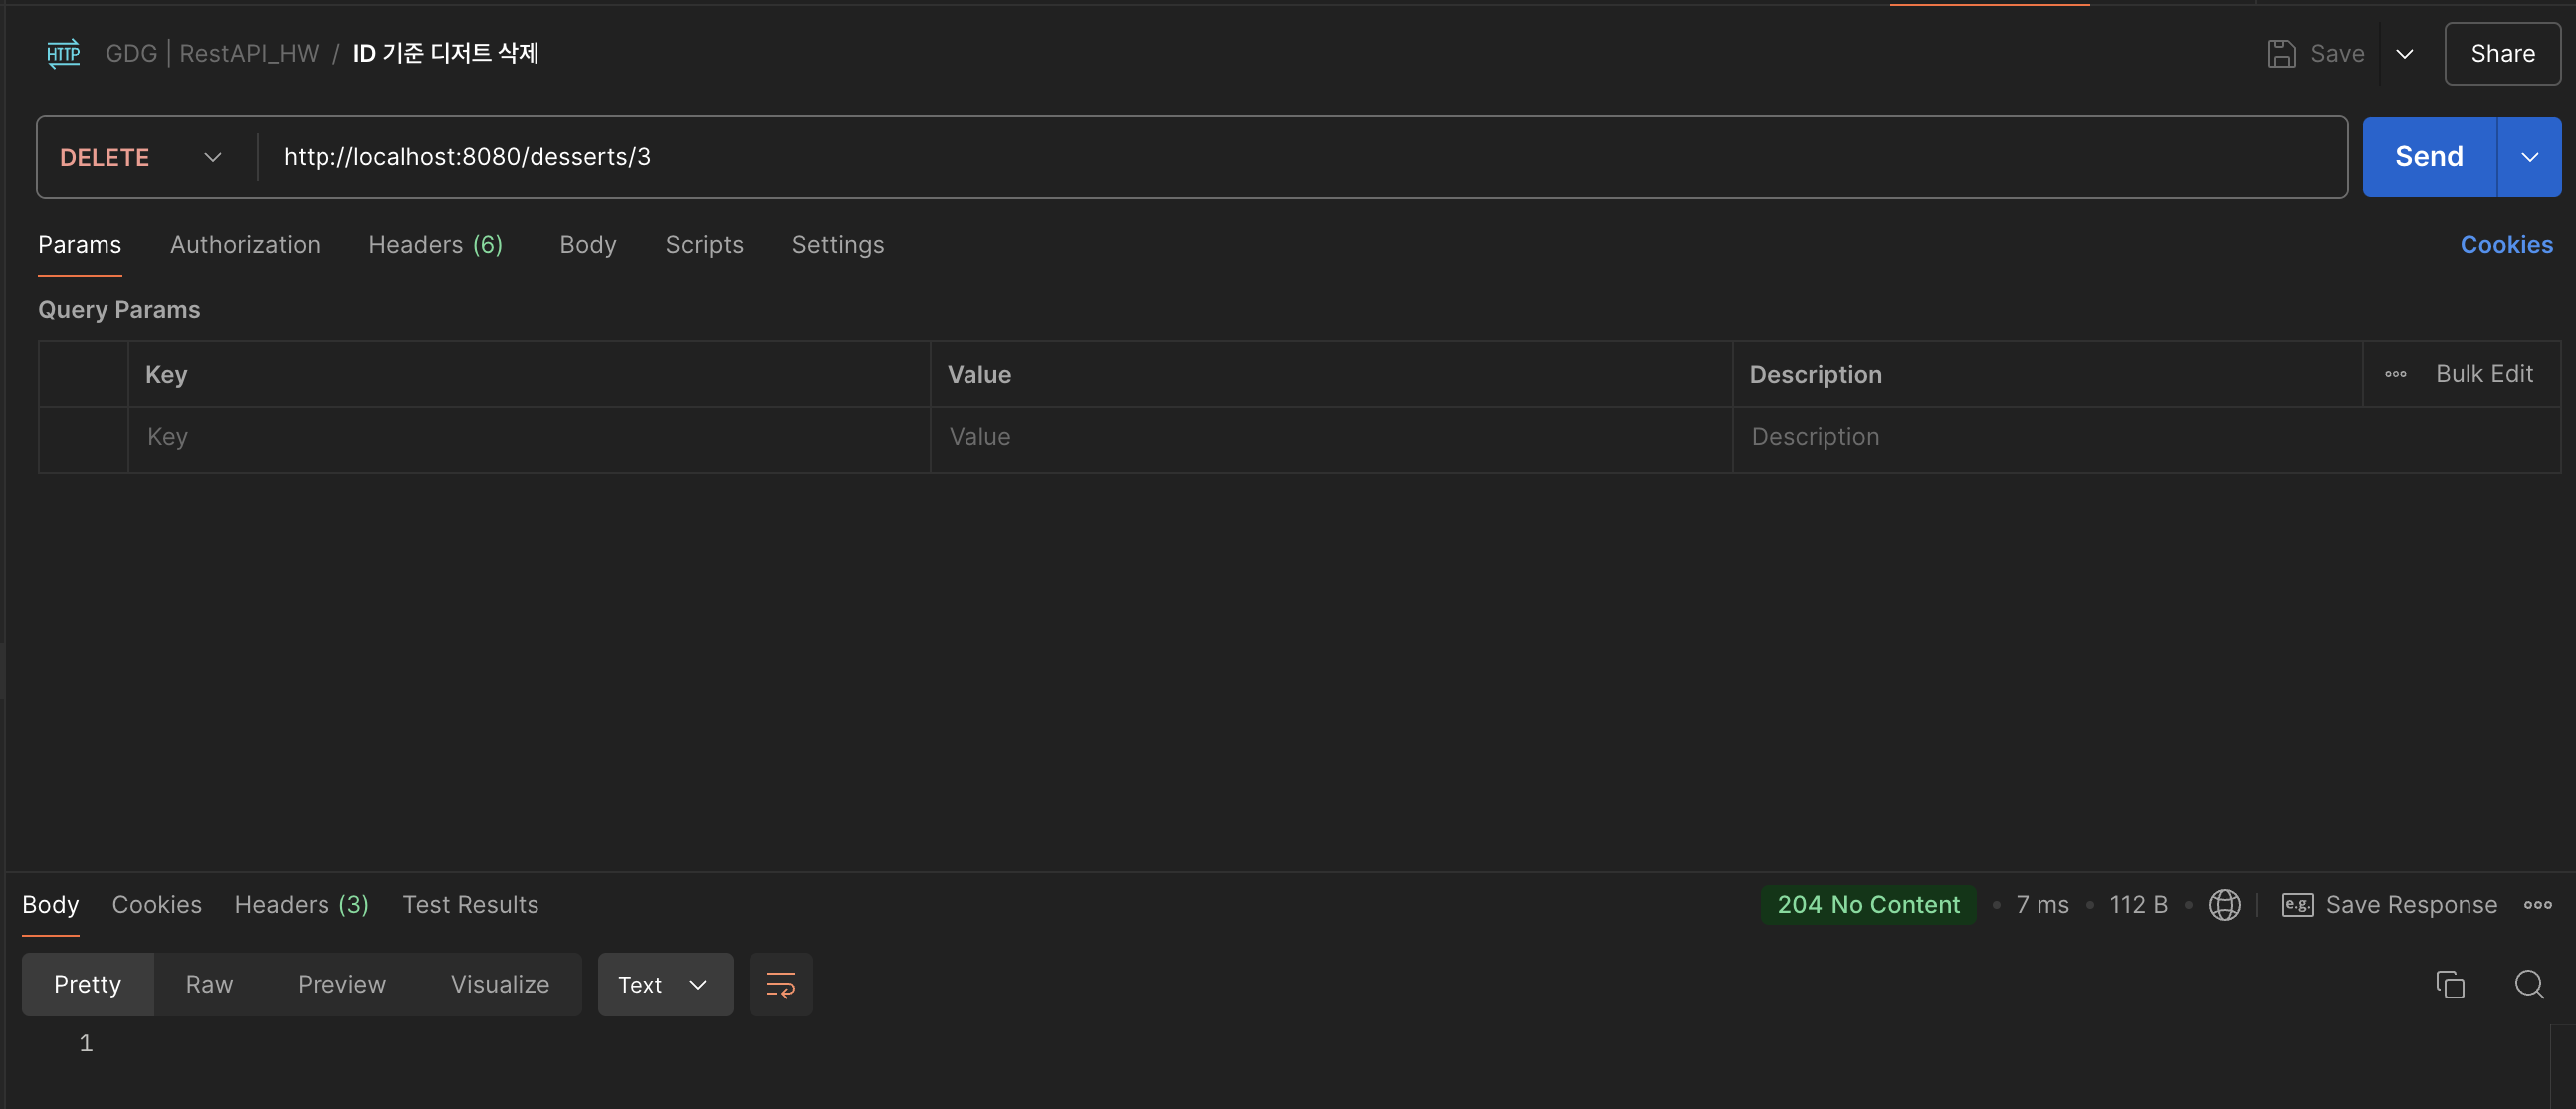 HTTP GDG | RestAPI_HW / ID 기준 디저트 삭제 Save Share
DELETE http://localhost:8080/desserts/3 Send
Params Authorization Headers (6) Body Scripts Settings Cookies
Query Params
Key Value Description Bulk Edit
Key Value Description
Body Cookies Headers (3) Test Results 204 No Content • 7 ms • 112 B • e.g. Save Response
Pretty Raw Preview Visualize Text
1